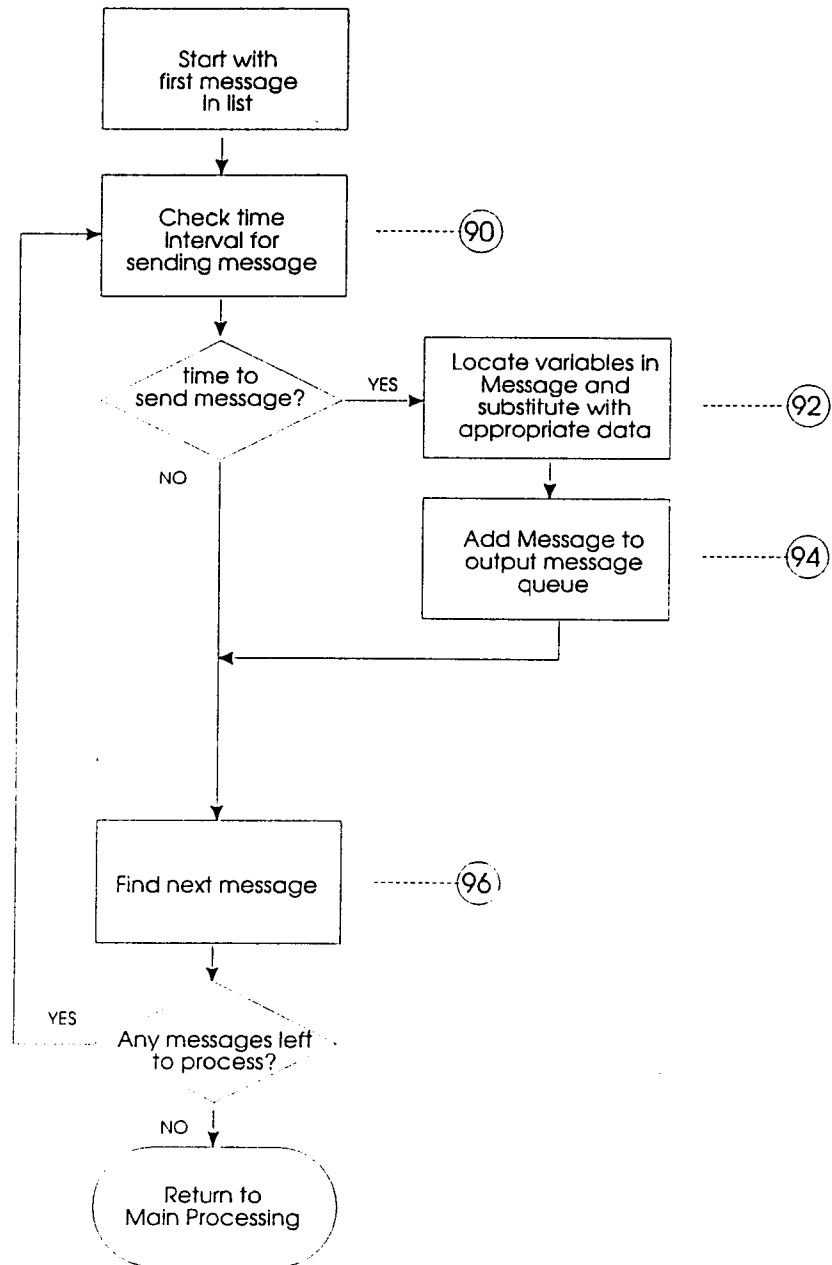 Start with
first message
in list
Check time
interval for
sending message
90
time to
send message?
YES
Locate variables in
Message and
substitute with
appropriate data
92
NO
Add Message to
output message
queue
94
Find next message
96
YES
Any messages left
to process?
NO
Return to
Main Processing